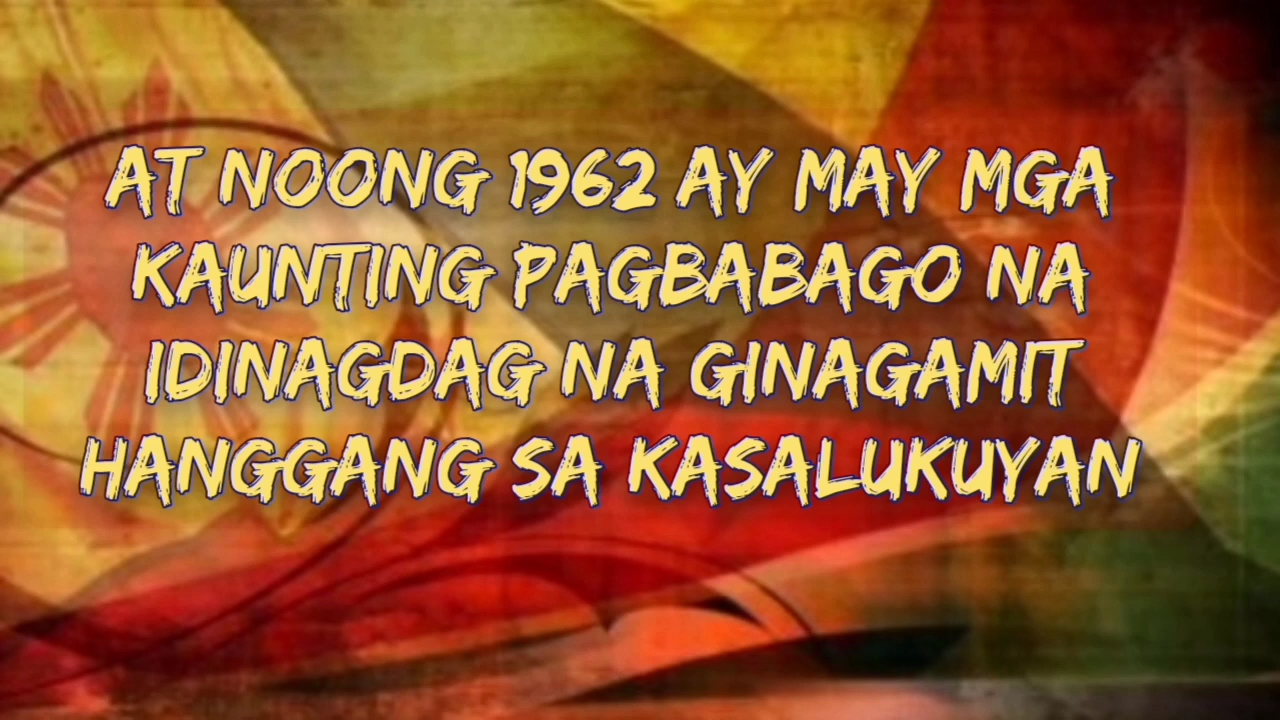 AT NOONG 1962 AY MAY MGA
KAUNTING PAGBABAGO NA
IDINAGDAG NA GINAGAMIT
HANGGANG SA KASALUKUYAN